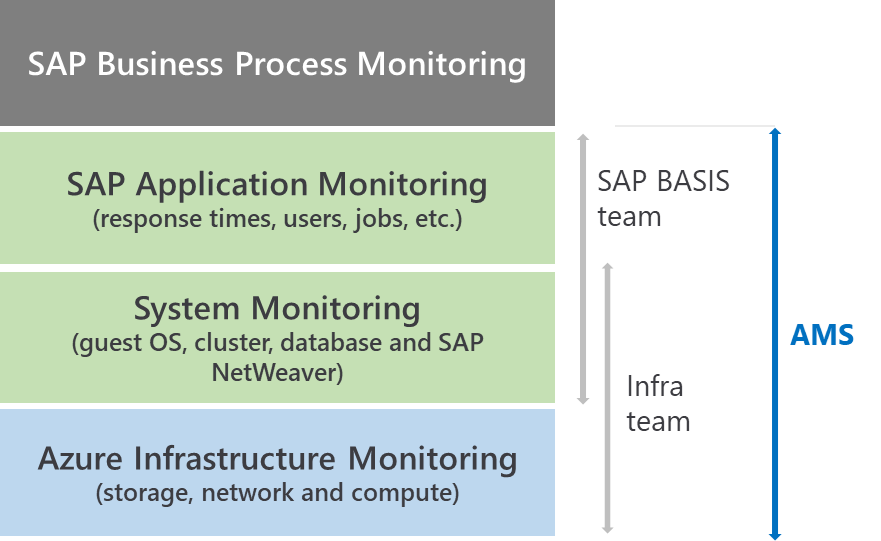 SAP Business Process Monitoring
SAP Application Monitoring
(response times, users, jobs, etc.)
SAP BASIS
team
System Monitoring
(guest OS, cluster, database and SAP
NetWeaver)
AMS
Infra
team
Azure Infrastructure Monitoring
(storage, network and compute)